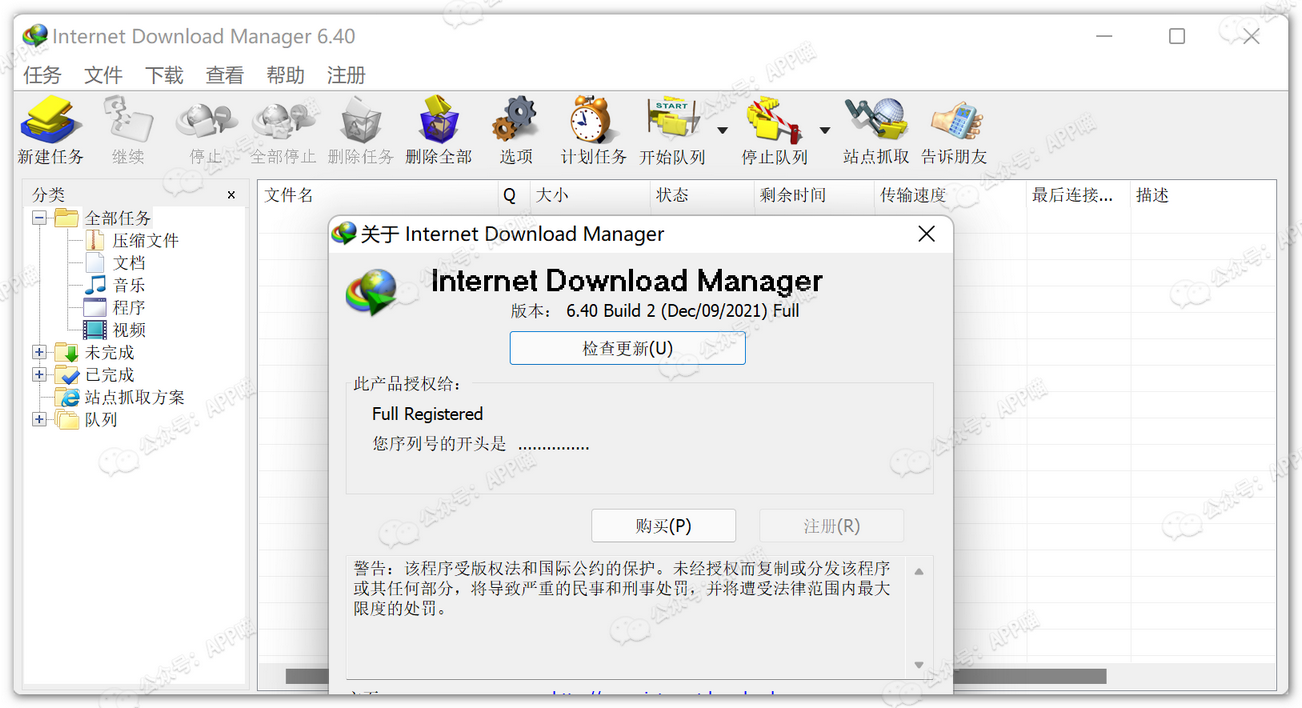 Internet Download Manager 6.40
任务 文件 下载 查看 帮助 注册
START
新建任务 继续 停止 全部停止 删除任务 删除全部 选项 计划任务 开始队列 停止队列 站点抓取 告诉朋友
分类 x
文件名 Q 大小 状态 剩余时间 传输速度 最后连接... 描述
全部任务
压缩文件
文档
音乐
程序
视频
未完成
已完成
站点抓取方案
队列
关于 Internet Download Manager
Internet Download Manager
版本： 6.40 Build 2 (Dec/09/2021) Full
检查更新(U)
此产品授权给：
Full Registered
您序列号的开头是 ...............
购买(P) 注册(R)
警告：该程序受版权法和国际公约的保护。未经授权而复制或分发该程序
或其任何部分，将导致严重的民事和刑事处罚，并将遭受法律范围内最大
限度的处罚。
公众号：APP喵